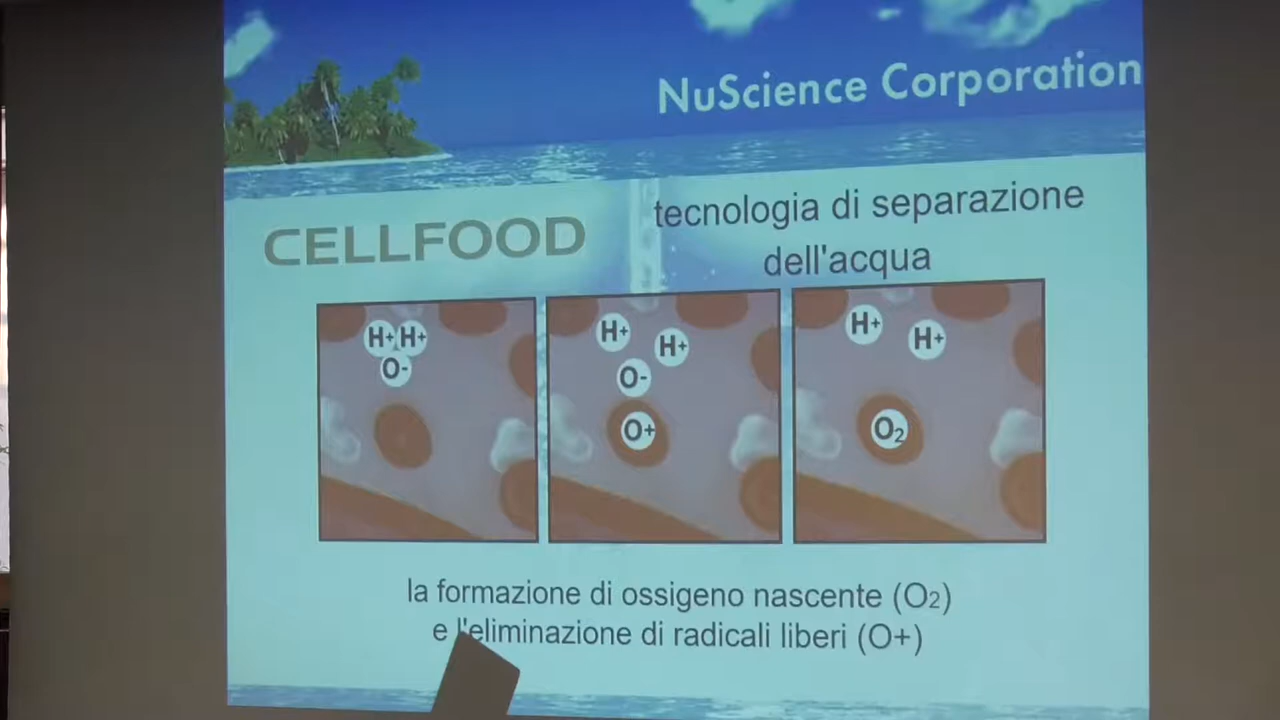 NuScience Corporation
CELLFOOD
tecnologia di separazione
dell'acqua
H+ H+
O-
H+
H+
O-
O+
H+
H+
O2
la formazione di ossigeno nascente (O2)
e l'eliminazione di radicali liberi (O+)